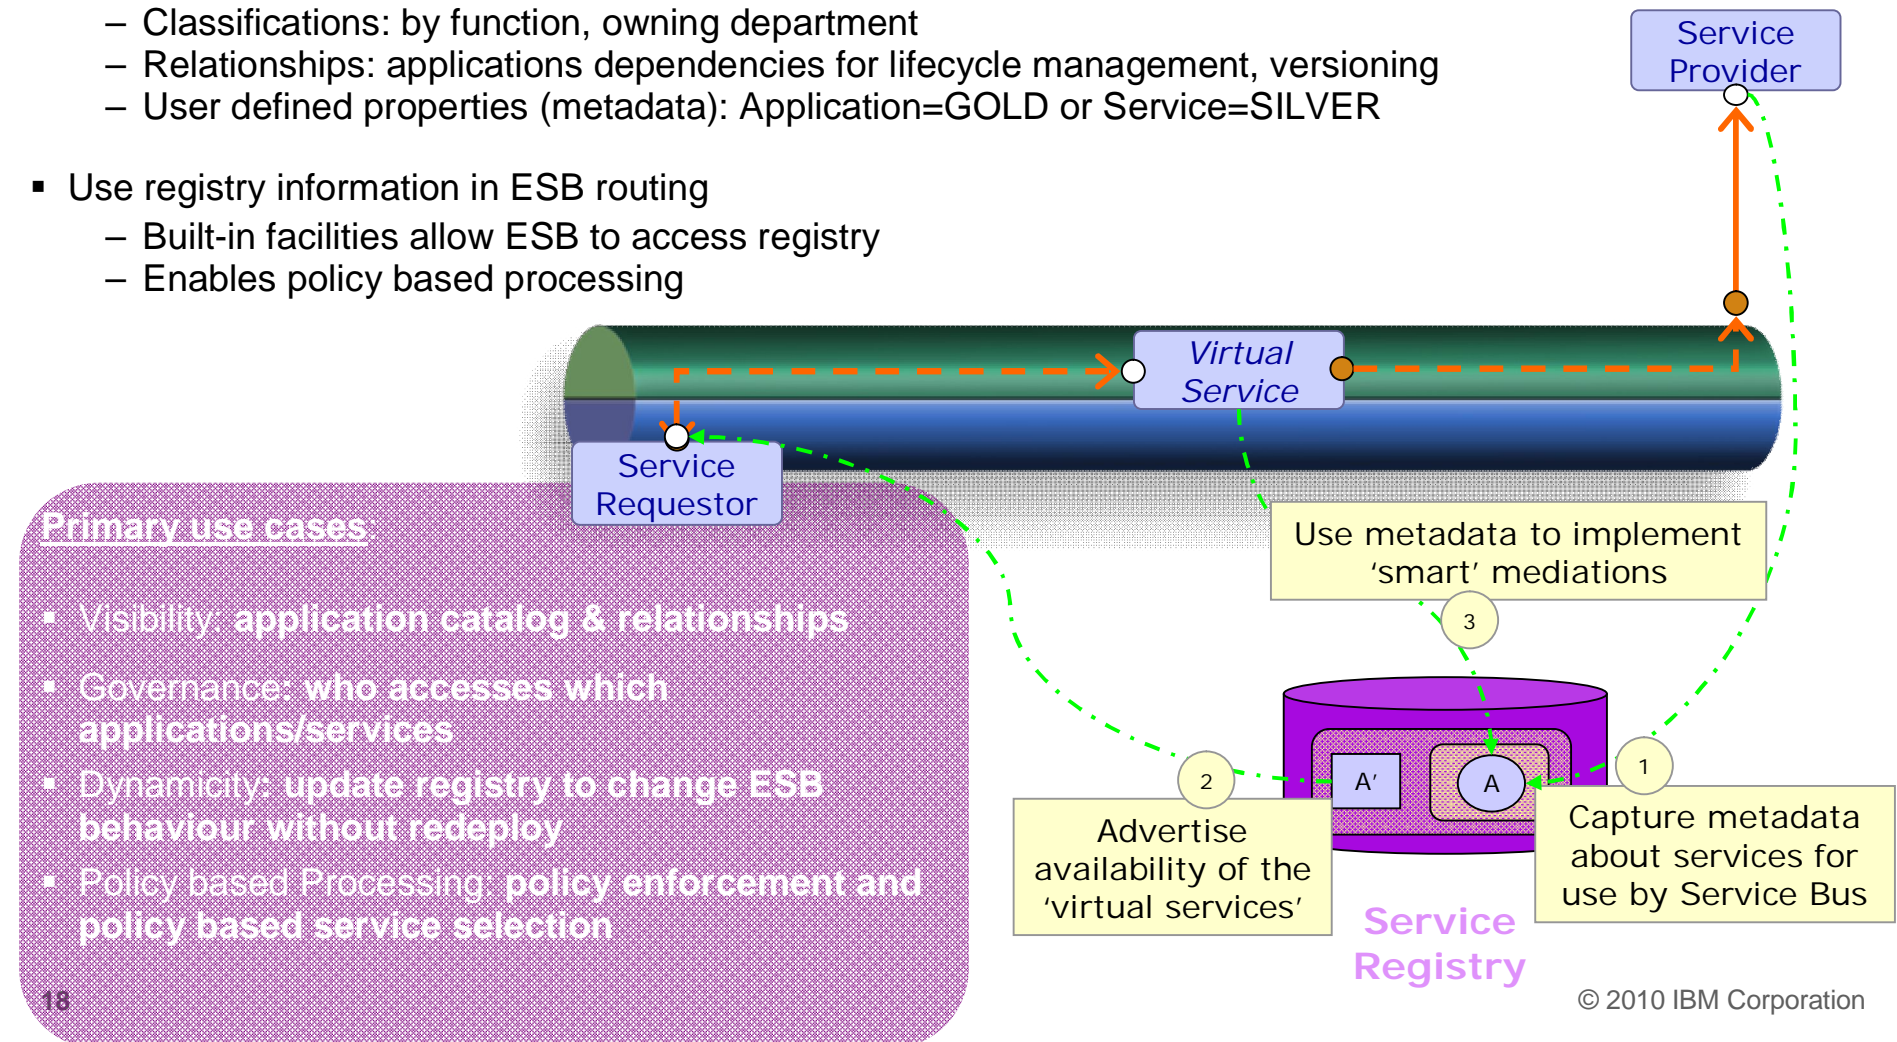 – Classifications: by function, owning department
– Relationships: applications dependencies for lifecycle management, versioning
– User defined properties (metadata): Application=GOLD or Service=SILVER
▪ Use registry information in ESB routing
– Built-in facilities allow ESB to access registry
– Enables policy based processing
Service
Provider
Virtual
Service
Service
Requestor
Use metadata to implement
‘smart’ mediations
3
Primary use cases:
▪ Visibility: application catalog & relationships
▪ Governance: who accesses which
applications/services
▪ Dynamicity: update registry to change ESB
behaviour without redeploy
▪ Policy based Processing: policy enforcement and
policy based service selection
2
A’
A
1
Advertise
availability of the
‘virtual services’
Capture metadata
about services for
use by Service Bus
Service
Registry
18
© 2010 IBM Corporation